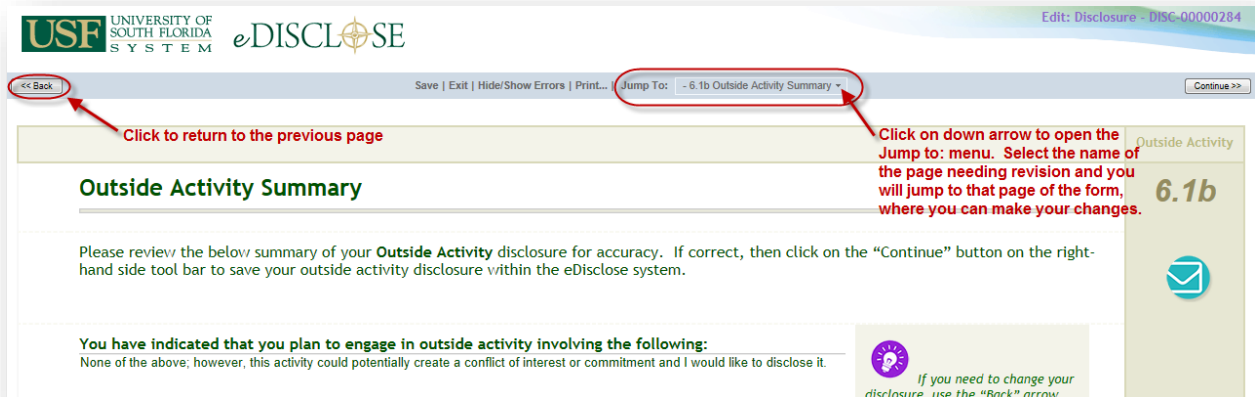 USF UNIVERSITY OF
SOUTH FLORIDA
SYSTEM
eDISCLOSE
Edit: Disclosure - DISC-00000284
<< Back
Save | Exit | Hide/Show Errors | Print... | Jump To: - 6.1b Outside Activity Summary
Continue >>
Click to return to the previous page
Click on down arrow to open the
Jump to: menu. Select the name of
the page needing revision and you
will jump to that page of the form,
where you can make your changes.
Outside Activity
6.1b
Outside Activity Summary
Please review the below summary of your Outside Activity disclosure for accuracy. If correct, then click on the “Continue” button on the right-
hand side tool bar to save your outside activity disclosure within the eDisclose system.
You have indicated that you plan to engage in outside activity involving the following:
None of the above; however, this activity could potentially create a conflict of interest or commitment and I would like to disclose it.
If you need to change your
disclosure, use the “Back” arrow